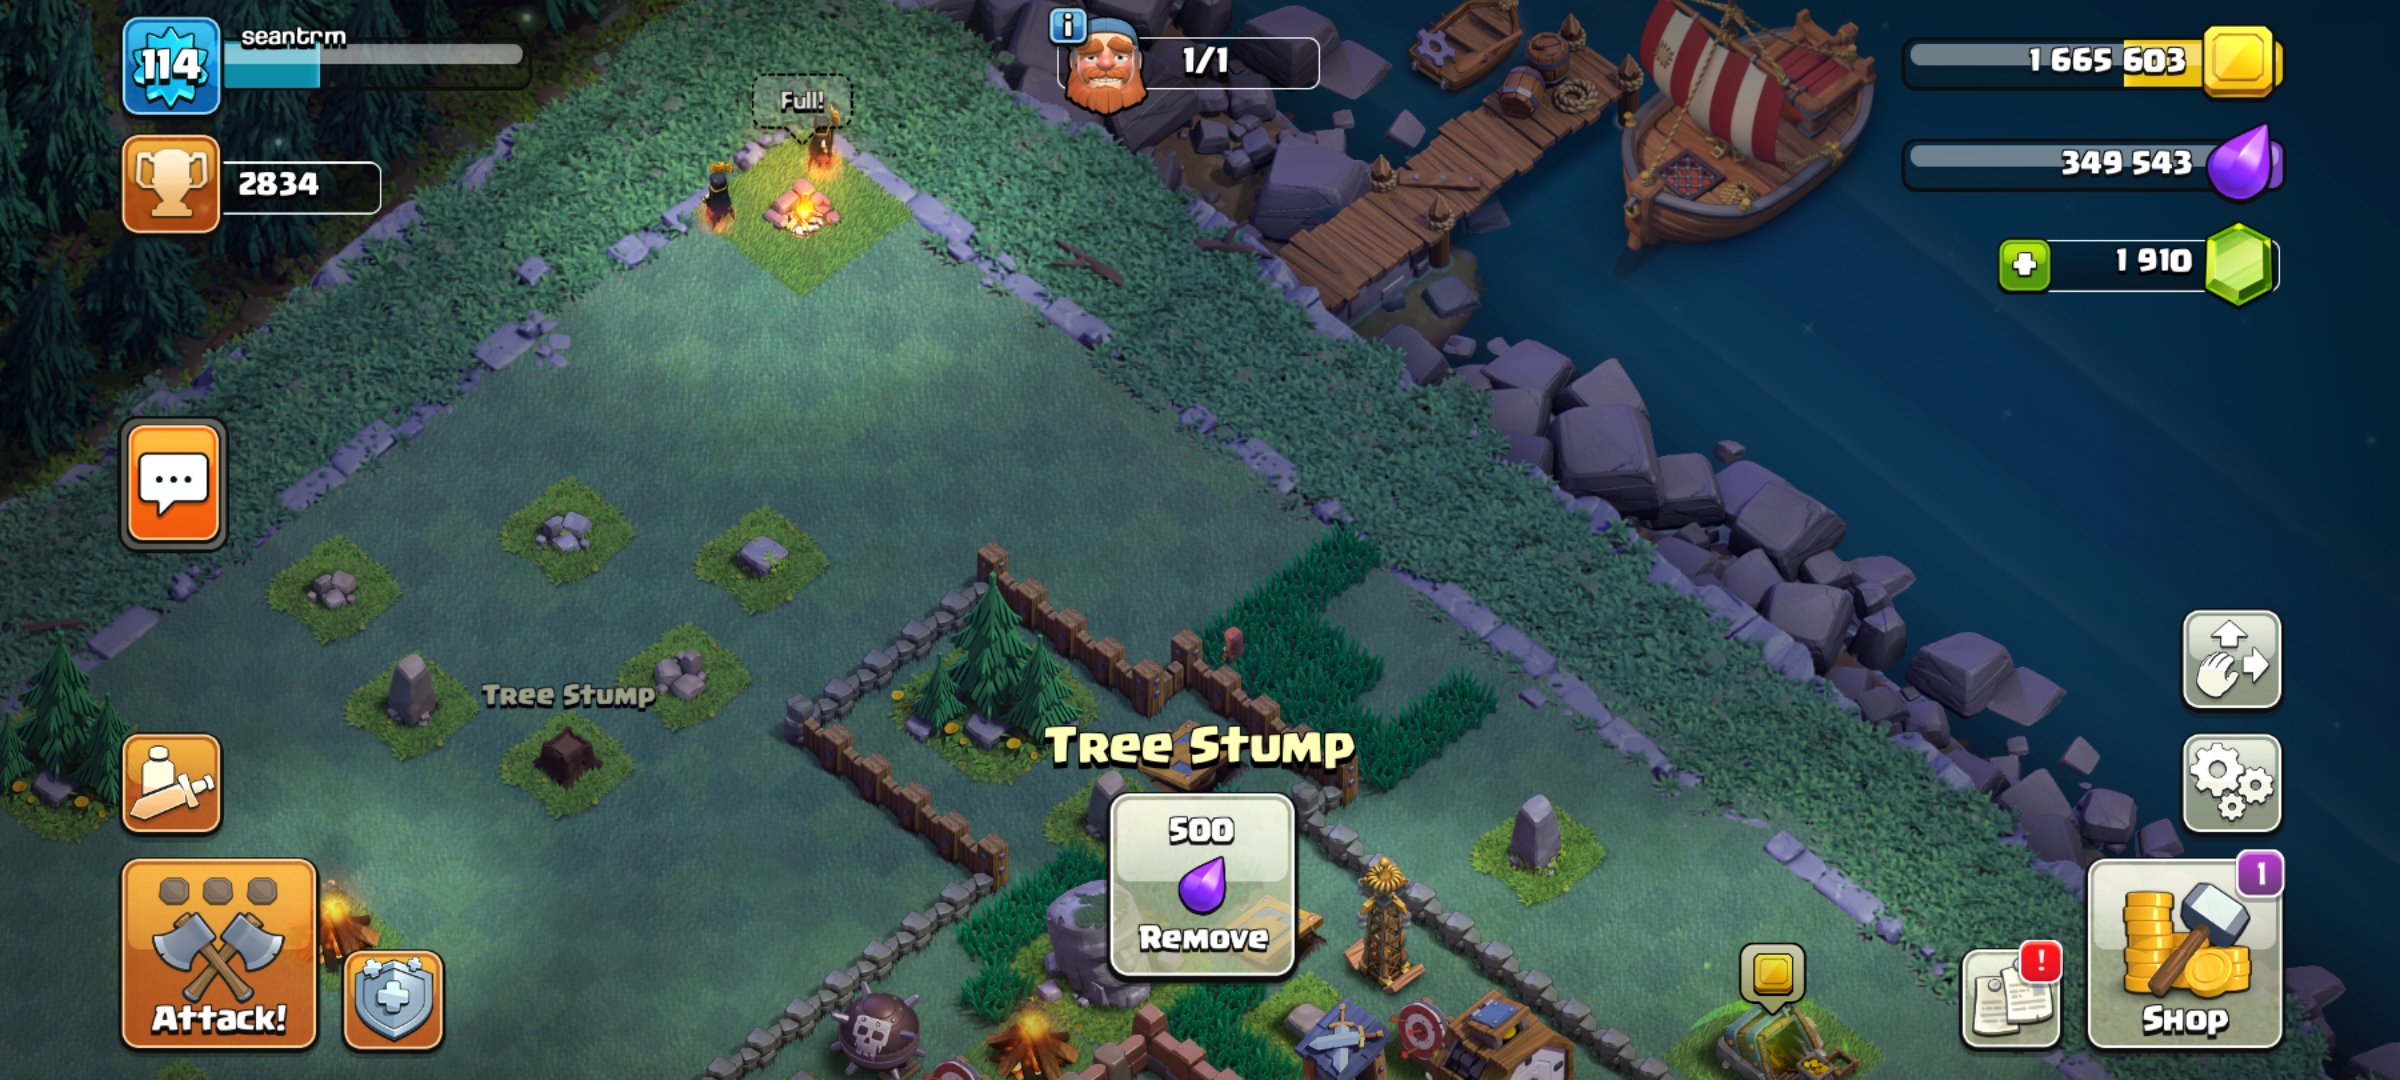 114
seantrm
2834
Full!
1/1
1 665 603
349 543
1 910
Tree Stump
Tree Stump
500
Remove
Attack!
1
!
Shop